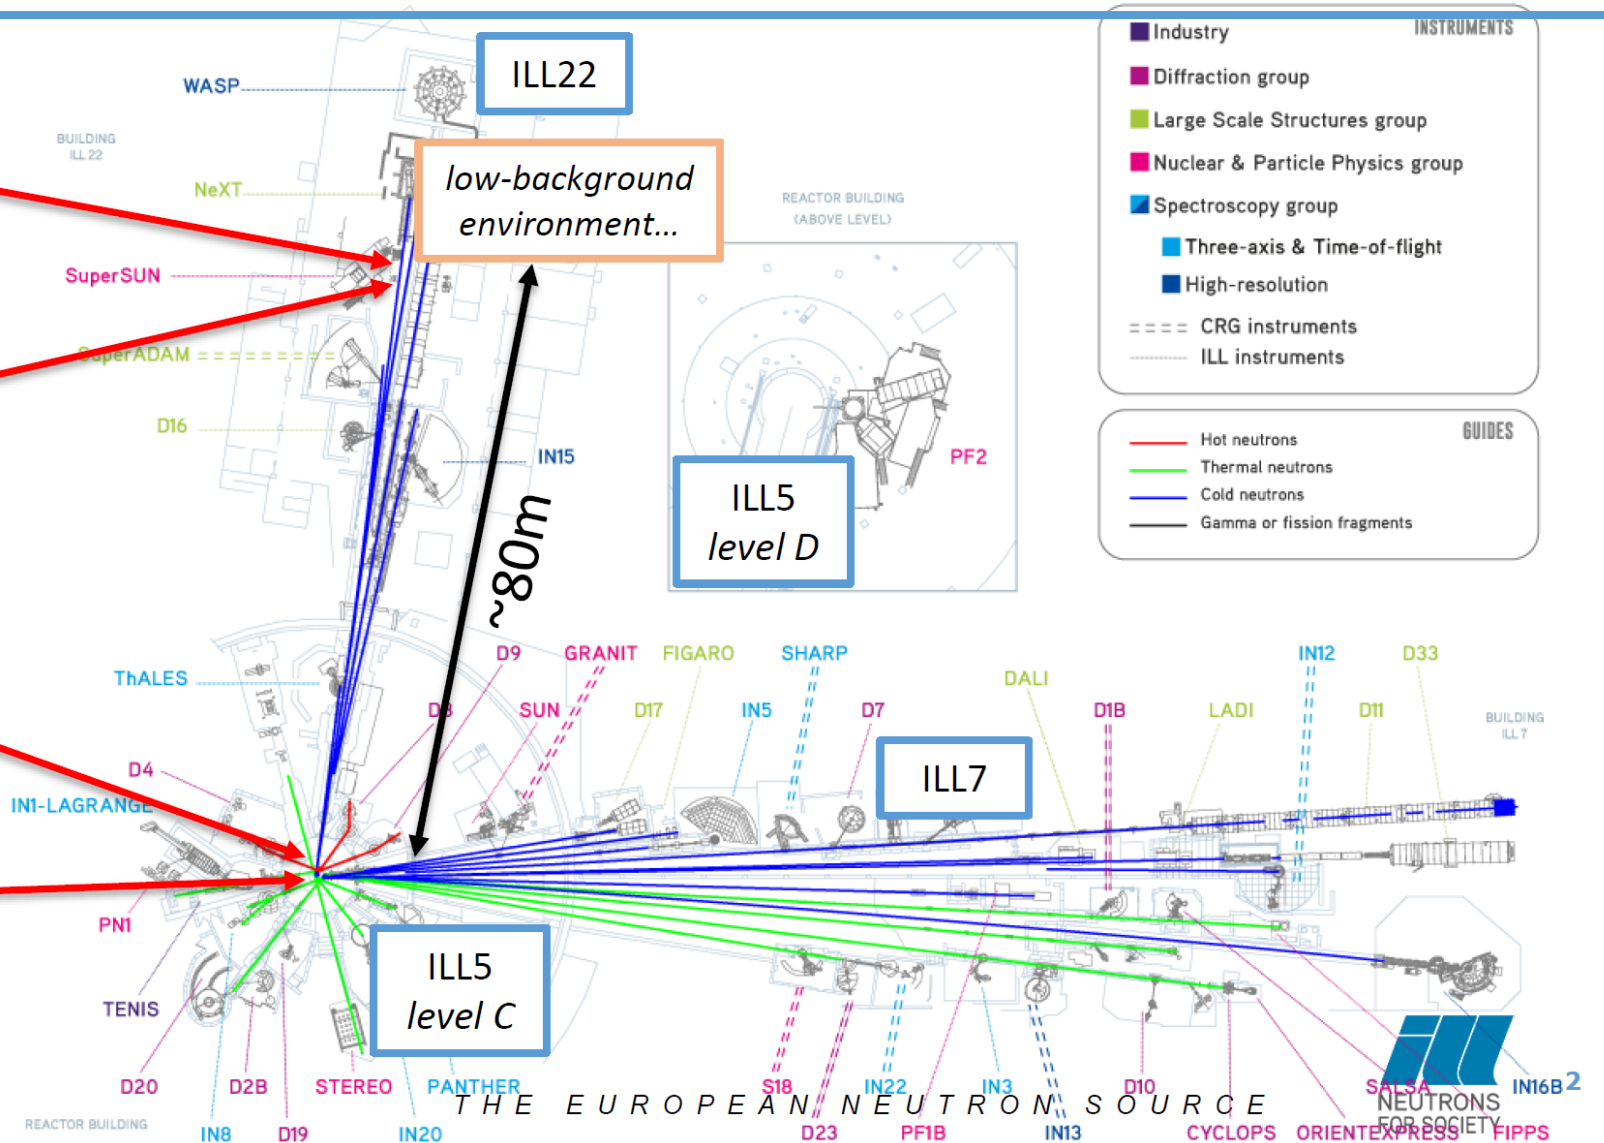 INSTRUMENTS
Industry
Diffraction group
Large Scale Structures group
Nuclear & Particle Physics group
Spectroscopy group
Three-axis & Time-of-flight
High-resolution
CRG instruments
ILL instruments
GUIDES
Hot neutrons
Thermal neutrons
Cold neutrons
Gamma or fission fragments
WASP
ILL22
BUILDING
ILL 22
low-background
environment...
NeXT
REACTOR BUILDING
(ABOVE LEVEL)
SuperSUN
SuperADAM
D16
IN15
PF2
ILL5
level D
~80m
ThALES
D9
GRANIT
FIGARO
SHARP
IN12
D33
DALI
D3
SUN
D17
IN5
D7
D1B
LADI
D11
BUILDING
ILL 7
ILL7
D4
IN1-LAGRANGE
PN1
TENIS
ILL5
level C
D20
D2B
STEREO
PANTHER
S18
IN22
IN3
D10
SALSA
IN16B
2
THE EUROPEAN NEUTRON SOURCE
NEUTRONS
FOR SOCIETY
REACTOR BUILDING
IN8
D19
IN20
D23
PF1B
IN13
CYCLOPS
ORIENTEXPRESS
FIPPS